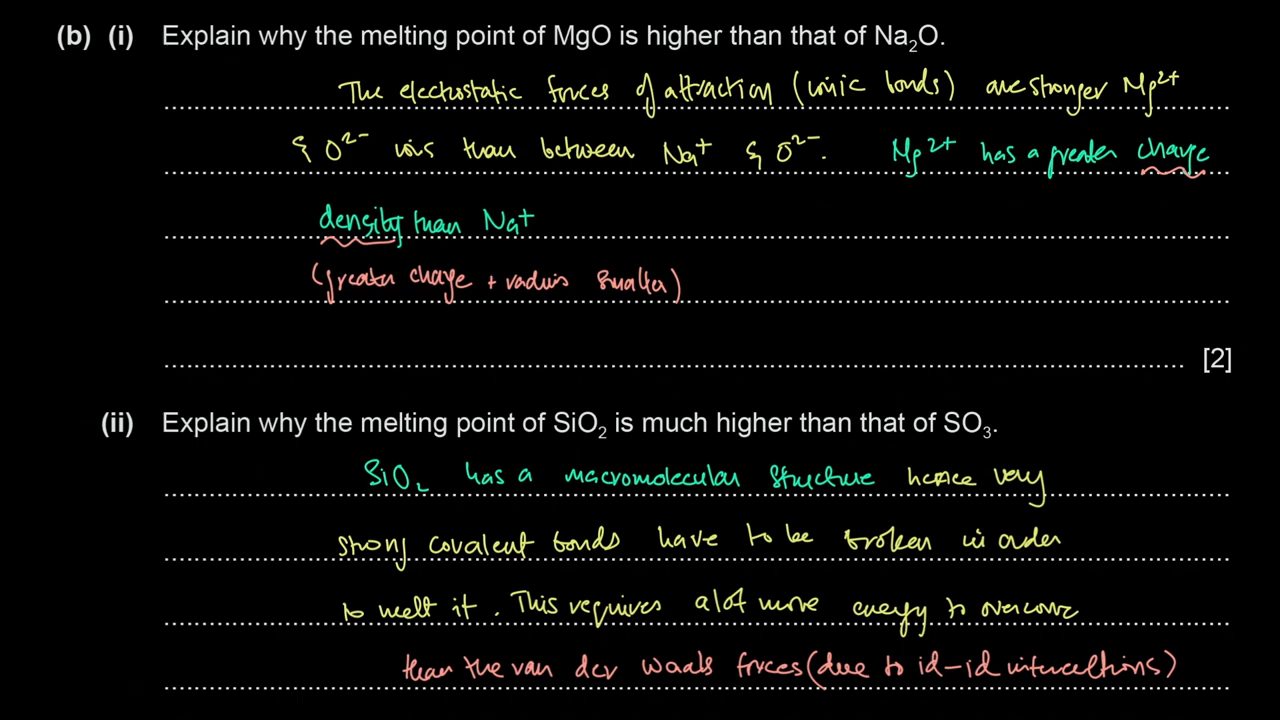 (b) (i) Explain why the melting point of MgO is higher than that of Na₂O.
The electrostatic forces of attraction (ionic bonds) are stronger Mg²⁺
& O²⁻ ions than between Na⁺ & O²⁻. Mg²⁺ has a greater charge
density than Na⁺
(greater charge + radius smaller)
[2]
(ii) Explain why the melting point of SiO₂ is much higher than that of SO₃.
SiO₂ has a macromolecular structure hence very
strong covalent bonds have to be broken in order
to melt it. This requires a lot more energy to overcome
than the van der waals forces (due to id-id interactions)